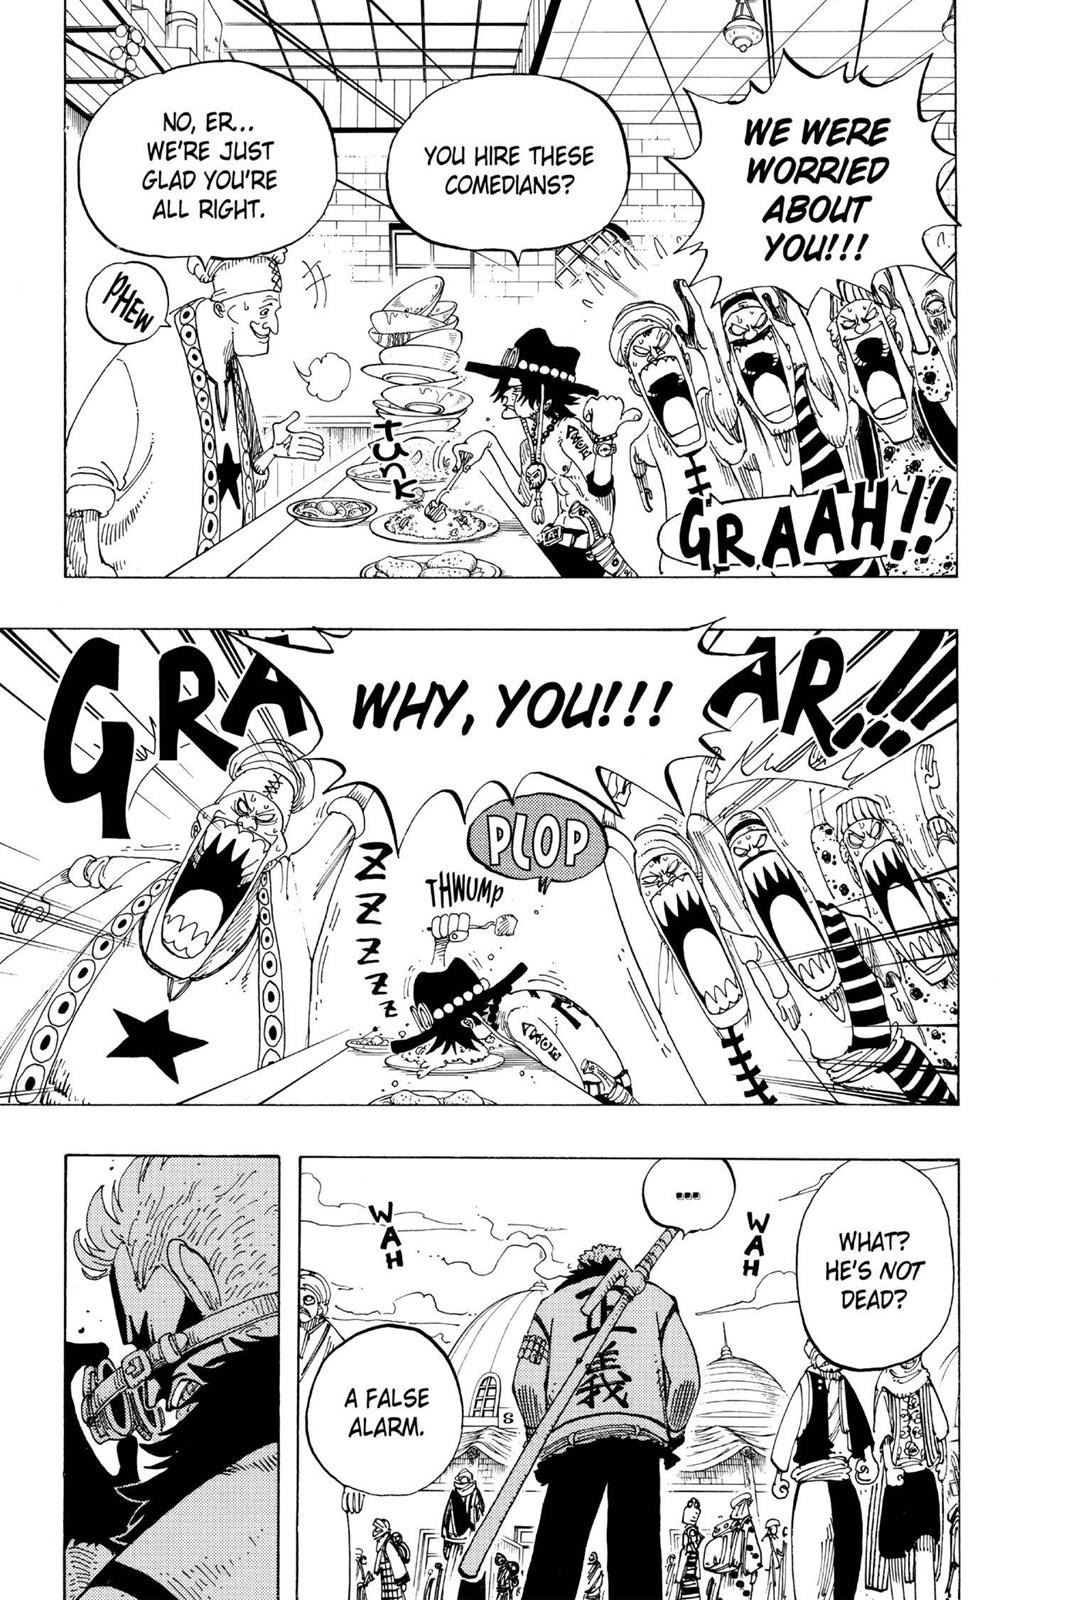 WE WERE
WORRIED
ABOUT
YOU!!!
GRAAH!!
YOU HIRE THESE
COMEDIANS?
TUNK
NO, ER...
WE'RE JUST
GLAD YOU'RE
ALL RIGHT.
PHEW
GRA
AR!!!
WHY, YOU!!!
PLOP
THWUMP
ZZZZZZ
WHAT?
HE'S NOT
DEAD?
...
WAH
WAH
正義
A FALSE
ALARM.
8